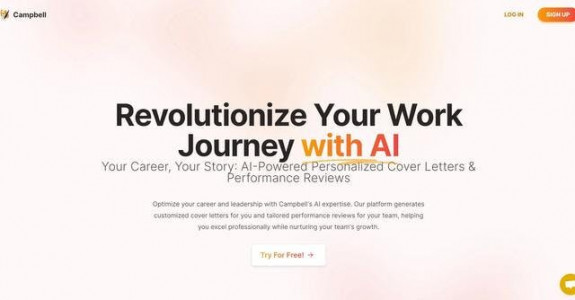 Campbell
LOG IN
SIGN UP
Revolutionize Your Work
Journey with AI
Your Career, Your Story: AI-Powered Personalized Cover Letters &
Performance Reviews
Optimize your career and leadership with Campbell's AI expertise. Our platform generates
customized cover letters for you and tailored performance reviews for your team, helping
you excel professionally while nurturing your team's growth.
Try For Free! →